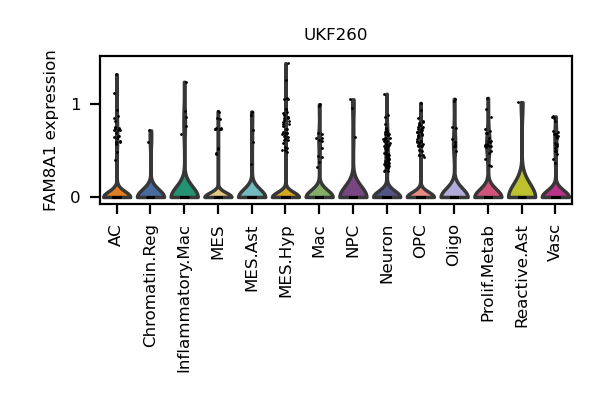 UKF260
FAM8A1 expression
1
0
AC
Chromatin.Reg
Inflammatory.Mac
MES
MES.Ast
MES.Hyp
Mac
NPC
Neuron
OPC
Oligo
Prolif.Metab
Reactive.Ast
Vasc